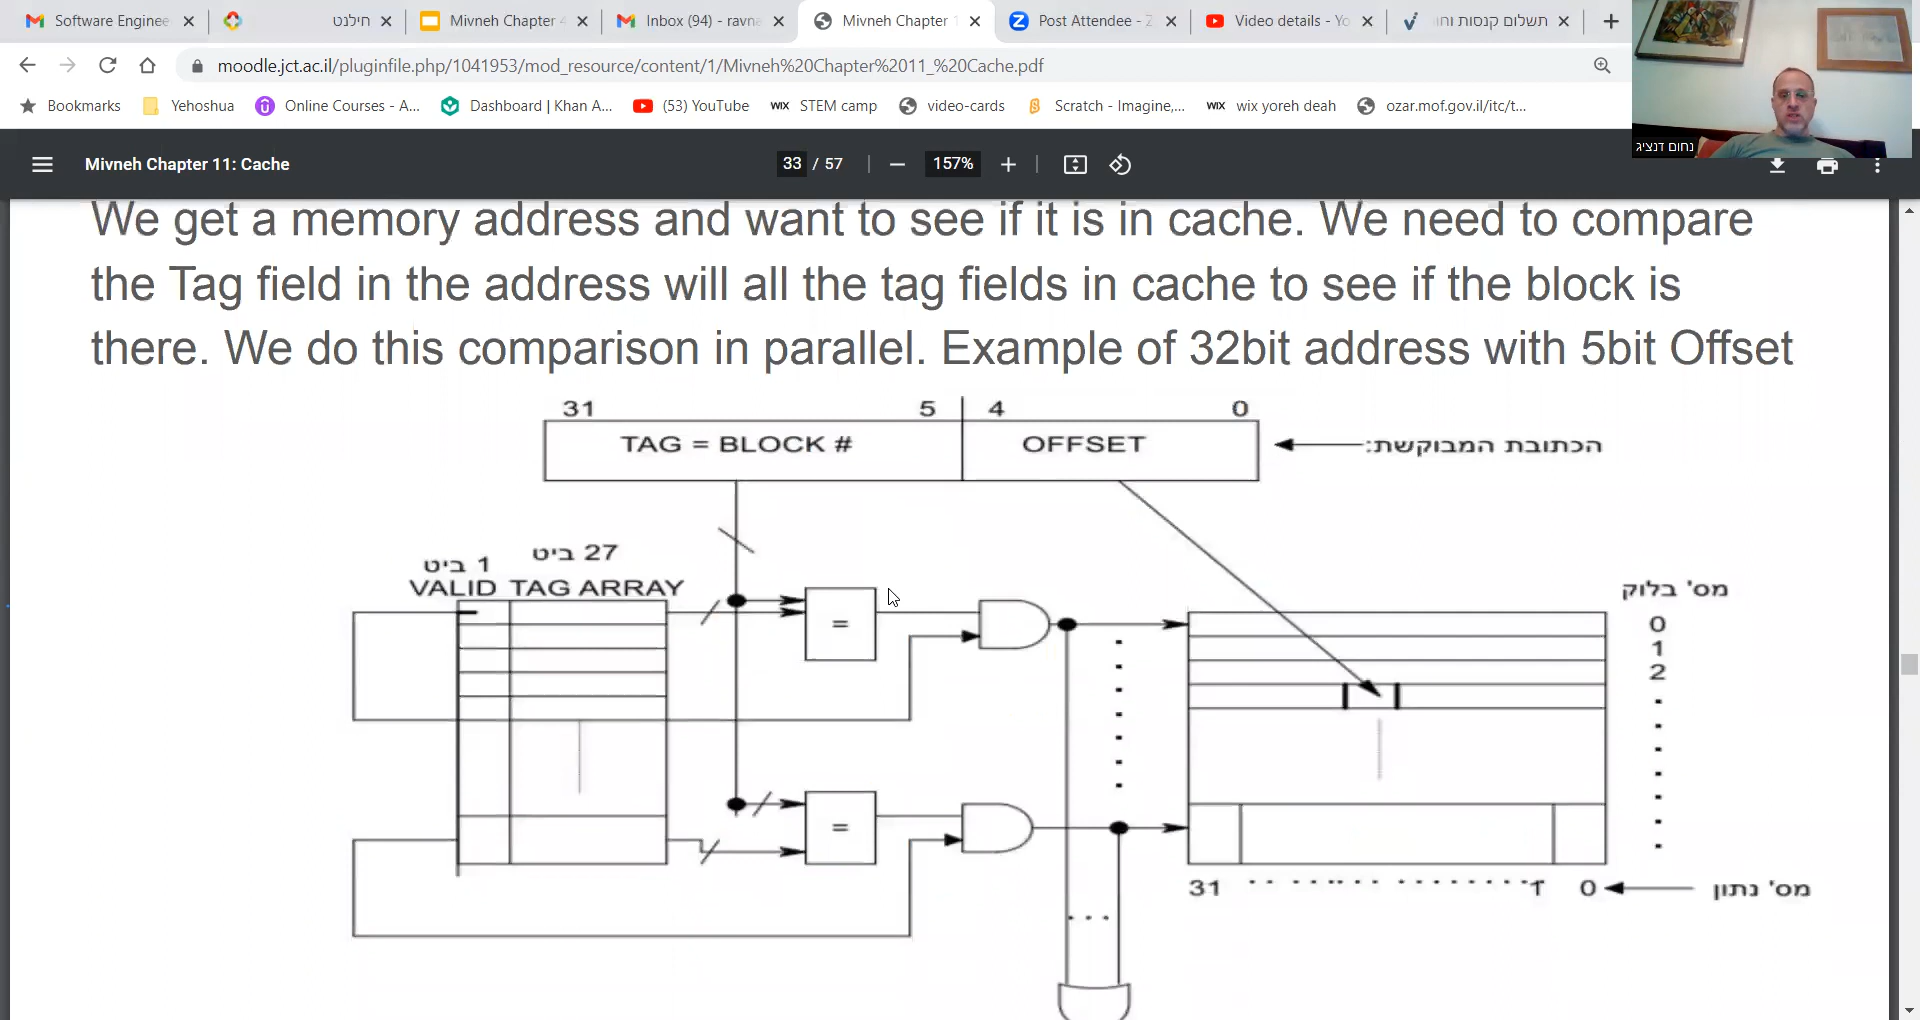 Software Enginee
חילנט
Mivneh Chapter 4
Inbox (94) - ravna
Mivneh Chapter 1
Post Attendee - Z
Video details - Yo
תשלום קנסות וחו
moodle.jct.ac.il/pluginfile.php/1041953/mod_resource/content/1/Mivneh%20Chapter%2011_%20Cache.pdf
Bookmarks
Yehoshua
Online Courses - A...
Dashboard | Khan A...
(53) YouTube
WIX STEM camp
video-cards
Scratch - Imagine,...
WIX wix yoreh deah
ozar.mof.gov.il/itc/t...
נחום דנציג
Mivneh Chapter 11: Cache
33 / 57
157%
We get a memory address and want to see if it is in cache. We need to compare
the Tag field in the address will all the tag fields in cache to see if the block is
there. We do this comparison in parallel. Example of 32bit address with 5bit Offset
31 5 4 0
TAG = BLOCK # OFFSET
הכתובת המבוקשת:
1 ביט
27 ביט
VALID TAG ARRAY
=
=
מס' בלוק
0
1
2
31 1 0
מס' נתון